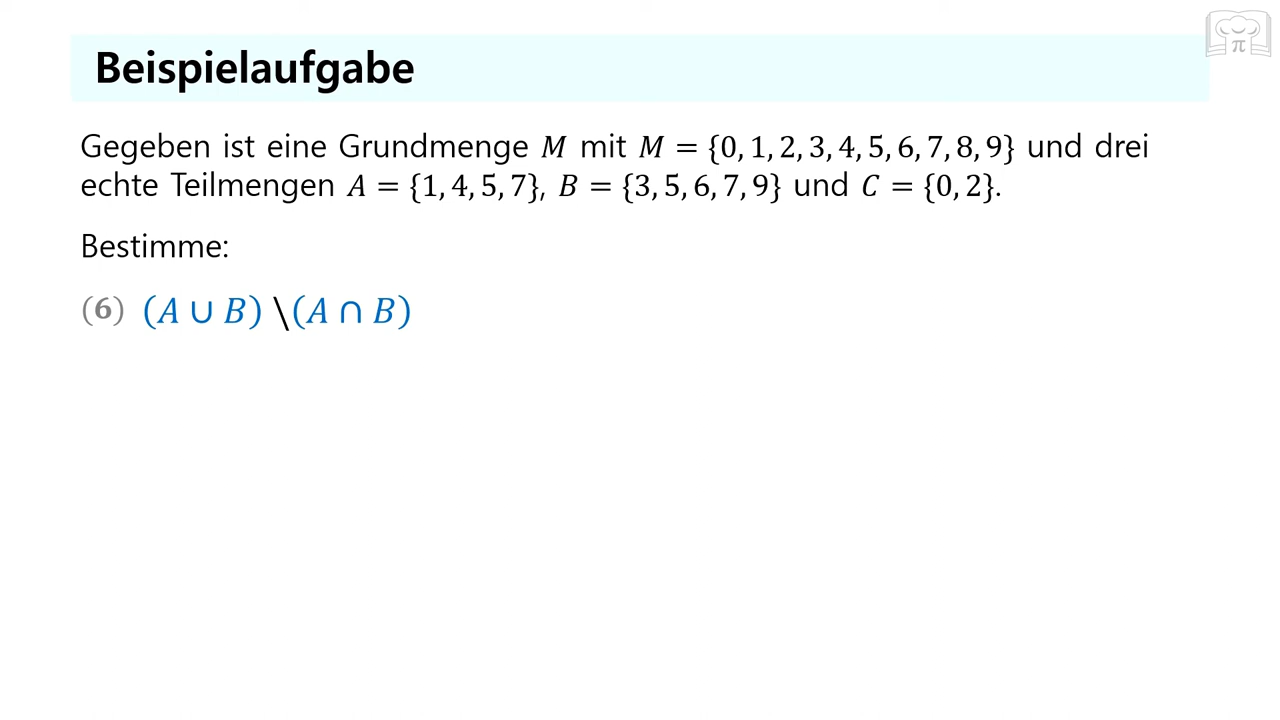 Beispielaufgabe
Gegeben ist eine Grundmenge M mit M = {0, 1, 2, 3, 4, 5, 6, 7, 8, 9} und drei
echte Teilmengen A = {1, 4, 5, 7}, B = {3, 5, 6, 7, 9} und C = {0, 2}.
Bestimme:
(6) (A ∪ B) \(A ∩ B)
π